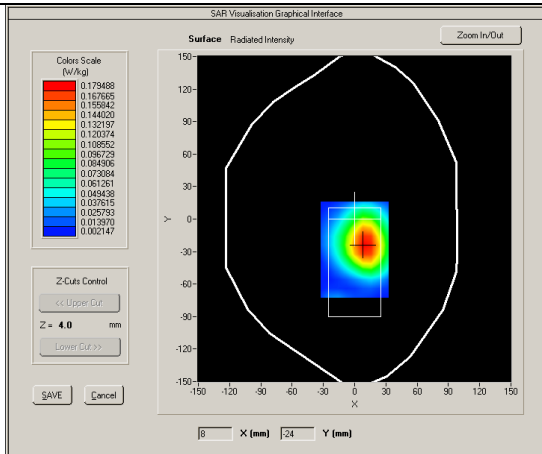 SAR Visualisation Graphical Interface
Surface Radiated Intensity
Zoom In/Out
Colors Scale
(W/kg)
0.179488
0.167665
0.155842
0.144020
0.132197
0.120374
0.108552
0.096729
0.084906
0.073084
0.061261
0.049438
0.037615
0.025793
0.013970
0.002147
Z-Cuts Control
<< Upper Cut
Z = 4.0 mm
Lower Cut >>
SAVE
Cancel
150
120
90
60
30
0
-30
-60
-90
-120
-150
Y
-150 -120 -90 -60 -30 0 30 60 90 120 150
X
8 X (mm) -24 Y (mm)